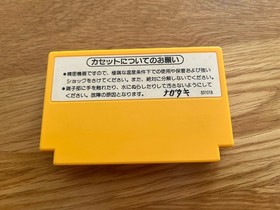 カセットについてのお願い
●精密機器ですので、極端な温度条件下での使用や保管および強い
ショックをさけてください。また、絶対に分解しないでください。
●端子部に手を触れたり、水にぬらしたりして汚さないようにして
ください。故障の原因となります。